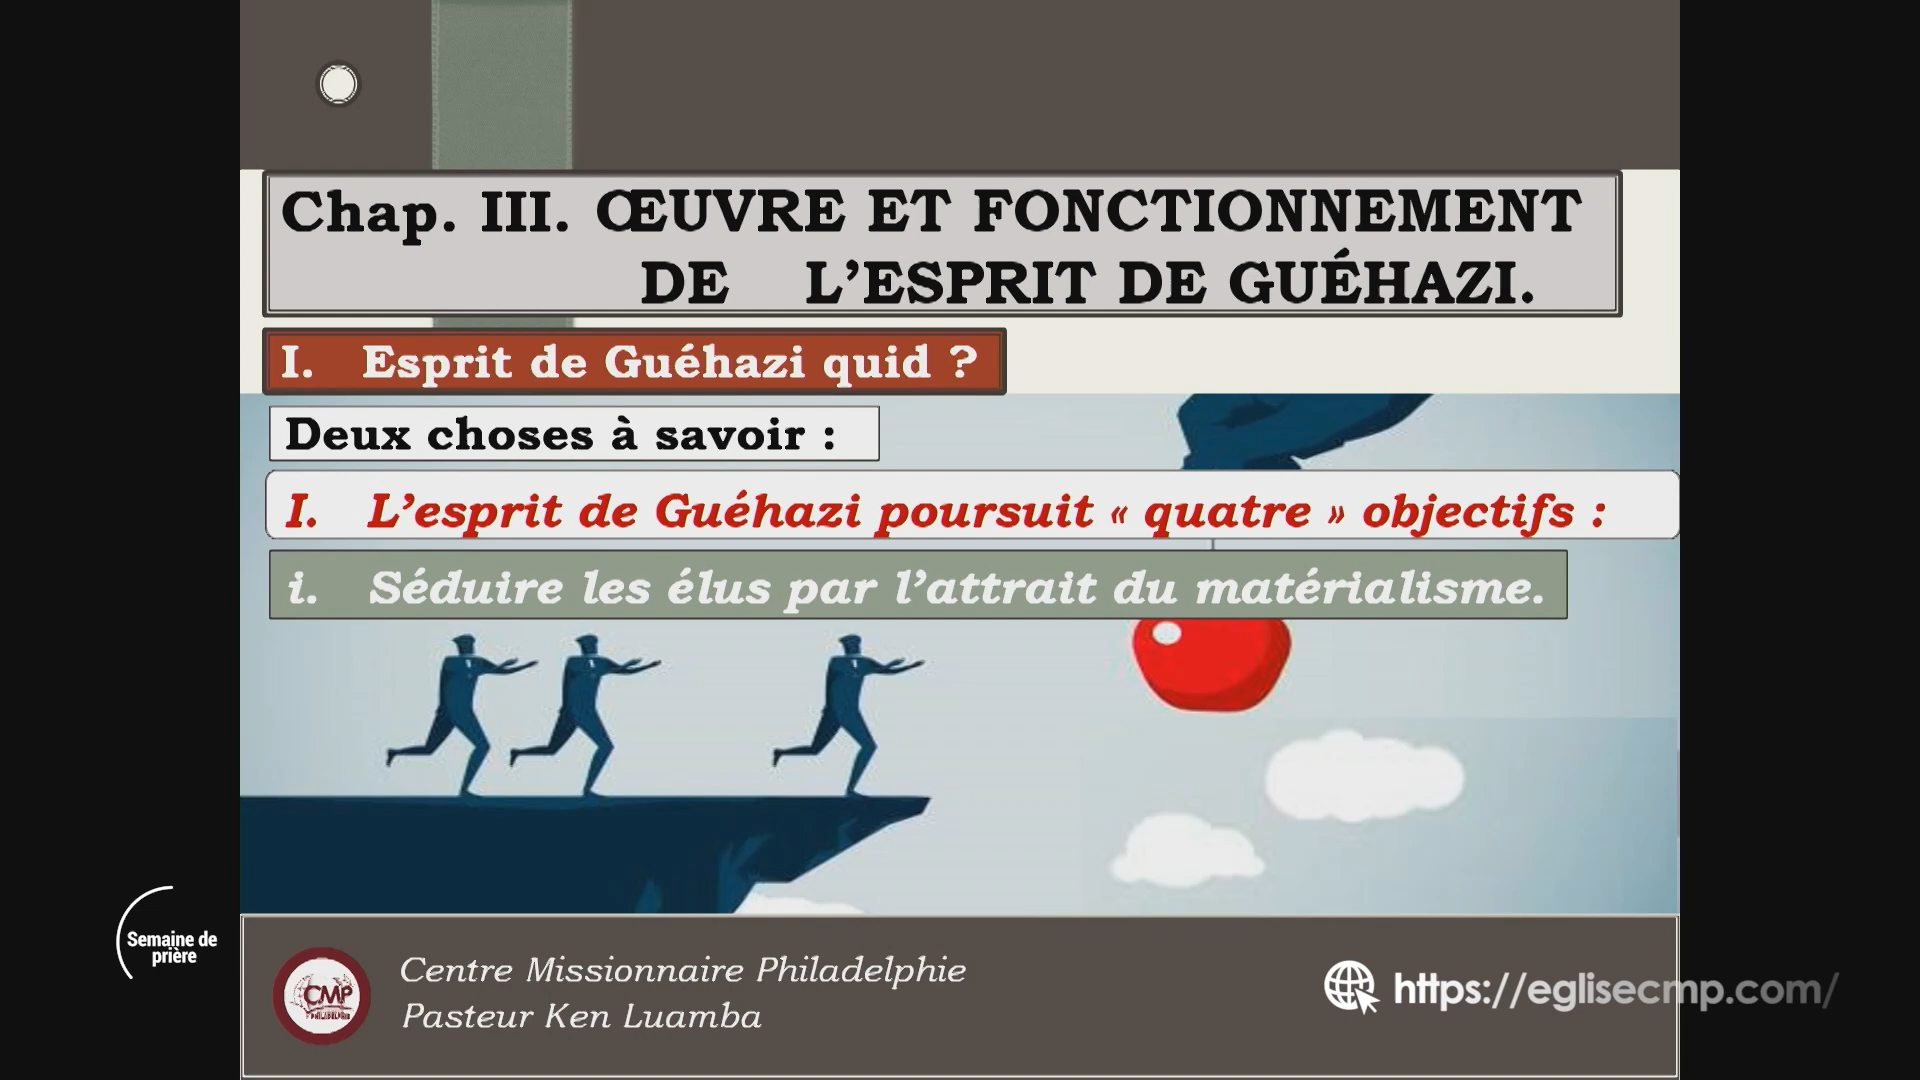 Chap. III. ŒUVRE ET FONCTIONNEMENT
DE L’ESPRIT DE GUÉHAZI.
I. Esprit de Guéhazi quid ?
Deux choses à savoir :
I. L’esprit de Guéhazi poursuit « quatre » objectifs :
i. Séduire les élus par l’attrait du matérialisme.
Semaine de
prière
CMP
PHILADELPHIE
Centre Missionnaire Philadelphie
Pasteur Ken Luamba
https://eglisecmp.com/